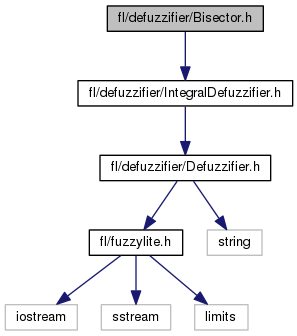 fl/defuzzifier/Bisector.h
fl/defuzzifier/IntegralDefuzzifier.h
fl/defuzzifier/Defuzzifier.h
fl/fuzzylite.h
string
iostream
sstream
limits